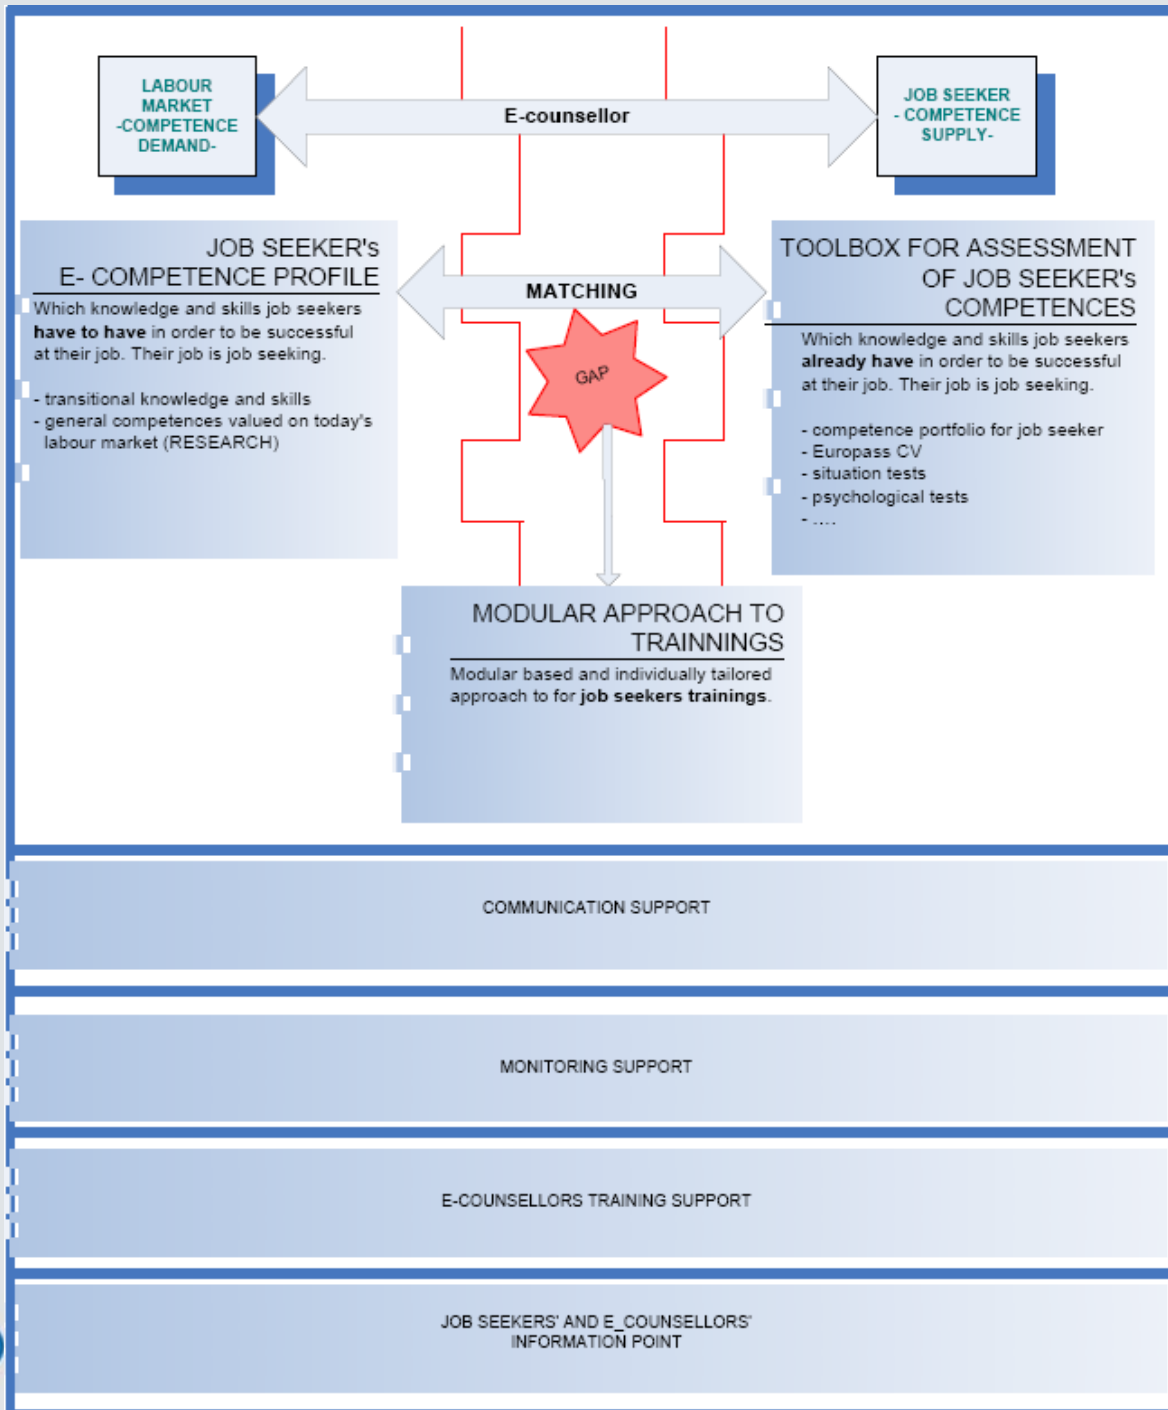 LABOUR
MARKET
-COMPETENCE
DEMAND-
E-counsellor
JOB SEEKER
- COMPETENCE
SUPPLY-
JOB SEEKER's
E- COMPETENCE PROFILE
Which knowledge and skills job seekers
have to have in order to be successful
at their job. Their job is job seeking.
- transitional knowledge and skills
- general competences valued on today's
labour market (RESEARCH)
MATCHING
GAP
TOOLBOX FOR ASSESSMENT
OF JOB SEEKER's
COMPETENCES
Which knowledge and skills job seekers
already have in order to be successful
at their job. Their job is job seeking.
- competence portfolio for job seeker
- Europass CV
- situation tests
- psychological tests
- ....
MODULAR APPROACH TO
TRAINNINGS
Modular based and individually tailored
approach to for job seekers trainings.
COMMUNICATION SUPPORT
MONITORING SUPPORT
E-COUNSELLORS TRAINING SUPPORT
JOB SEEKERS' AND E_COUNSELLORS'
INFORMATION POINT